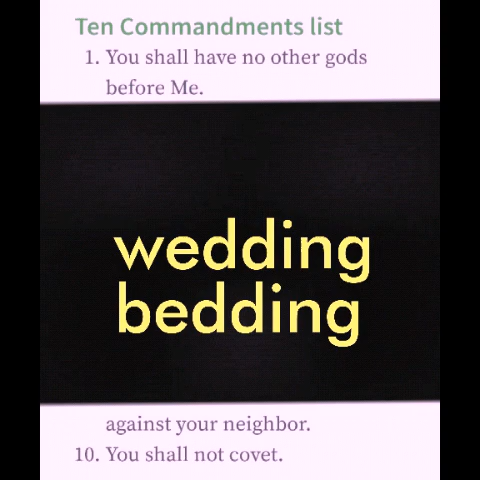 Ten Commandments list
1. You shall have no other gods
before Me.
wedding
bedding
against your neighbor.
10. You shall not covet.